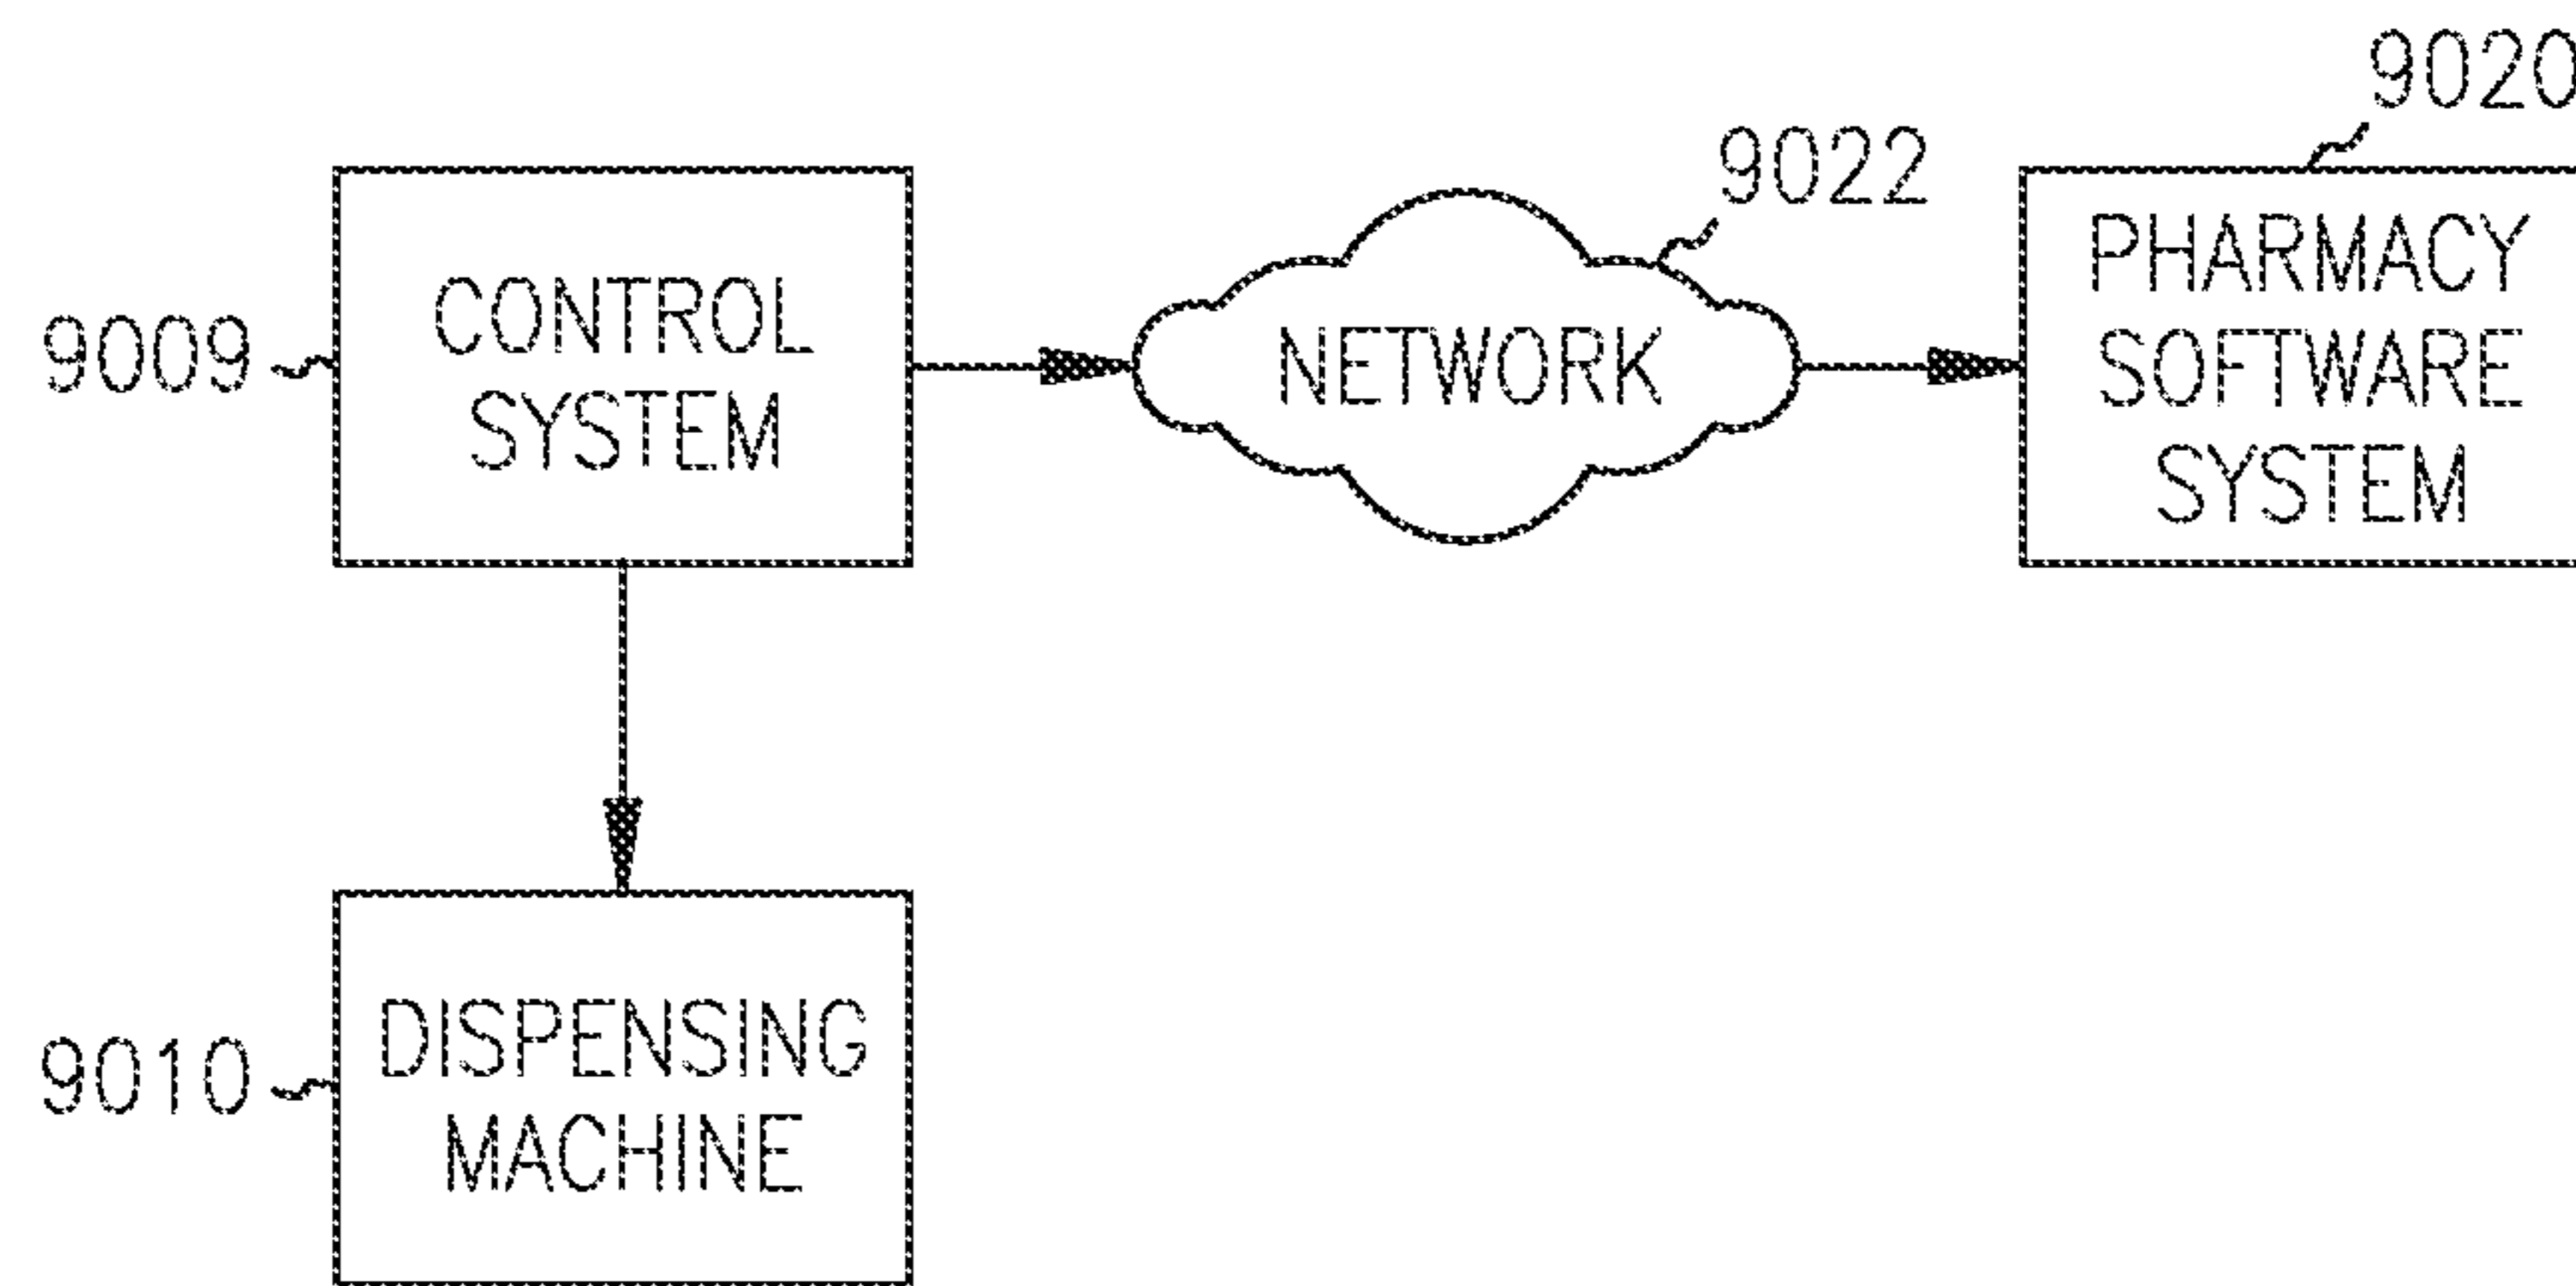 9020
9022
9009
CONTROL
SYSTEM
NETWORK
PHARMACY
SOFTWARE
SYSTEM
9010
DISPENSING
MACHINE